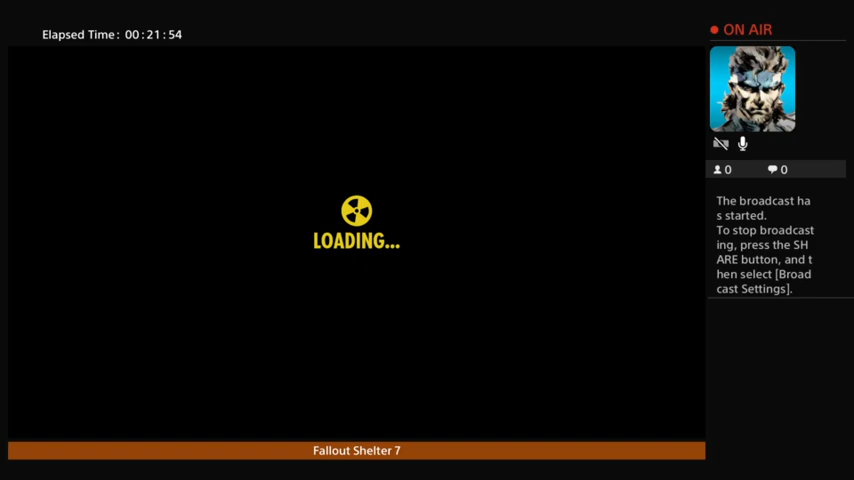 Elapsed Time: 00:21:54
ON AIR
0
0
The broadcast ha
s started.
To stop broadcast
ing, press the SH
ARE button, and t
hen select [Broad
cast Settings].
LOADING...
Fallout Shelter 7